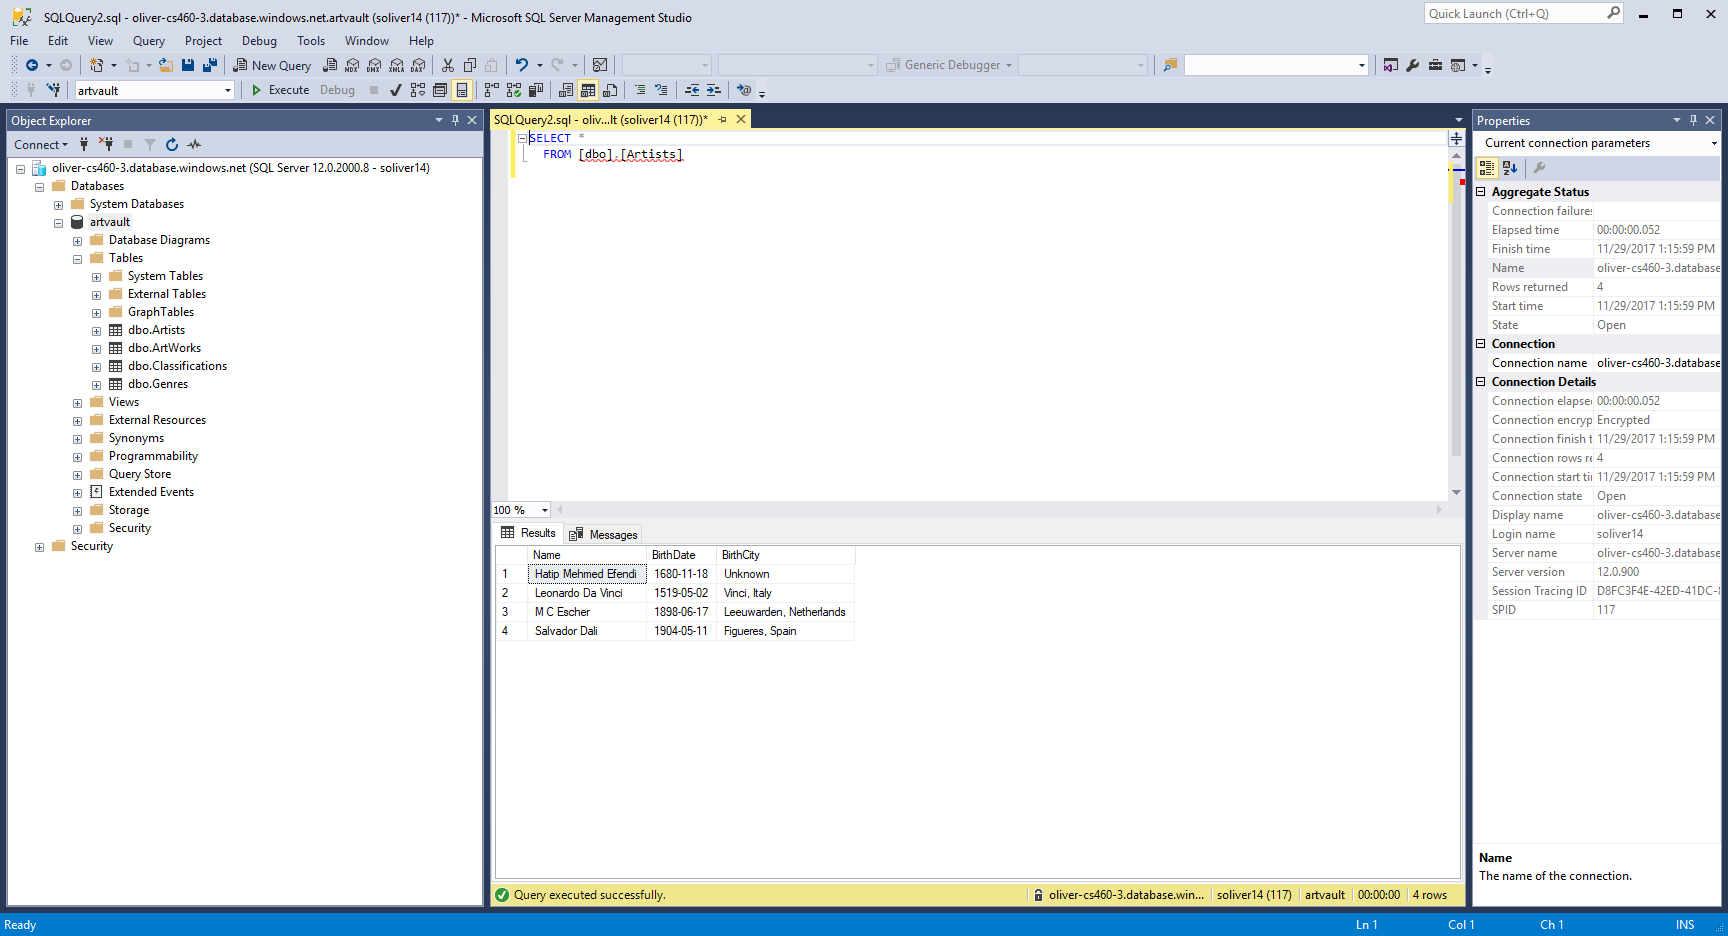 SQLQuery2.sql - oliver-cs460-3.database.windows.net.artvault (soliver14 (117))* - Microsoft SQL Server Management Studio
Quick Launch (Ctrl+Q)
File Edit View Query Project Debug Tools Window Help
New Query MDX DMX XMLA DAX Generic Debugger
artvault Execute Debug
Object Explorer
Connect
oliver-cs460-3.database.windows.net (SQL Server 12.0.2000.8 - soliver14)
Databases
System Databases
artvault
Database Diagrams
Tables
System Tables
External Tables
GraphTables
dbo.Artists
dbo.ArtWorks
dbo.Classifications
dbo.Genres
Views
External Resources
Synonyms
Programmability
Query Store
Extended Events
Storage
Security
Security
SQLQuery2.sql - oliv...lt (soliver14 (117))*
SELECT *
FROM [dbo].[Artists]
100 %
Results Messages
Name BirthDate BirthCity
1 Hatip Mehmed Efendi 1680-11-18 Unknown
2 Leonardo Da Vinci 1519-05-02 Vinci, Italy
3 M C Escher 1898-06-17 Leeuwarden, Netherlands
4 Salvador Dali 1904-05-11 Figueres, Spain
Query executed successfully. oliver-cs460-3.database.win... soliver14 (117) artvault 00:00:00 4 rows
Properties
Current connection parameters
Aggregate Status
Connection failures
Elapsed time 00:00:00.052
Finish time 11/29/2017 1:15:59 PM
Name oliver-cs460-3.database
Rows returned 4
Start time 11/29/2017 1:15:59 PM
State Open
Connection
Connection name oliver-cs460-3.database
Connection Details
Connection elapse 00:00:00.052
Connection encryp Encrypted
Connection finish t 11/29/2017 1:15:59 PM
Connection rows re 4
Connection start ti 11/29/2017 1:15:59 PM
Connection state Open
Display name oliver-cs460-3.database
Login name soliver14
Server name oliver-cs460-3.database
Server version 12.0.900
Session Tracing ID D8FC3F4E-42ED-41DC-
SPID 117
Name
The name of the connection.
Ready Ln 1 Col 1 Ch 1 INS